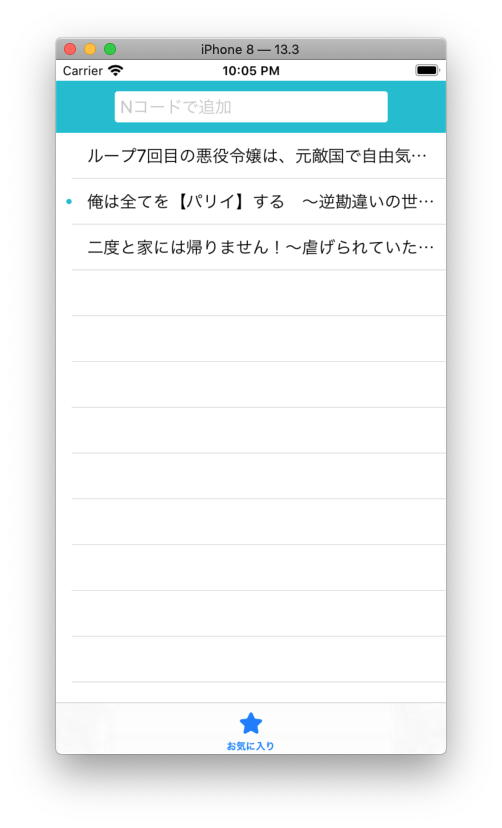 iPhone 8 — 13.3
Carrier 10:05 PM
Nコードで追加
ループ7回目の悪役令嬢は、元敵国で自由気…
俺は全てを【パリイ】する　〜逆勘違いの世…
二度と家には帰りません！〜虐げられていた…
お気に入り